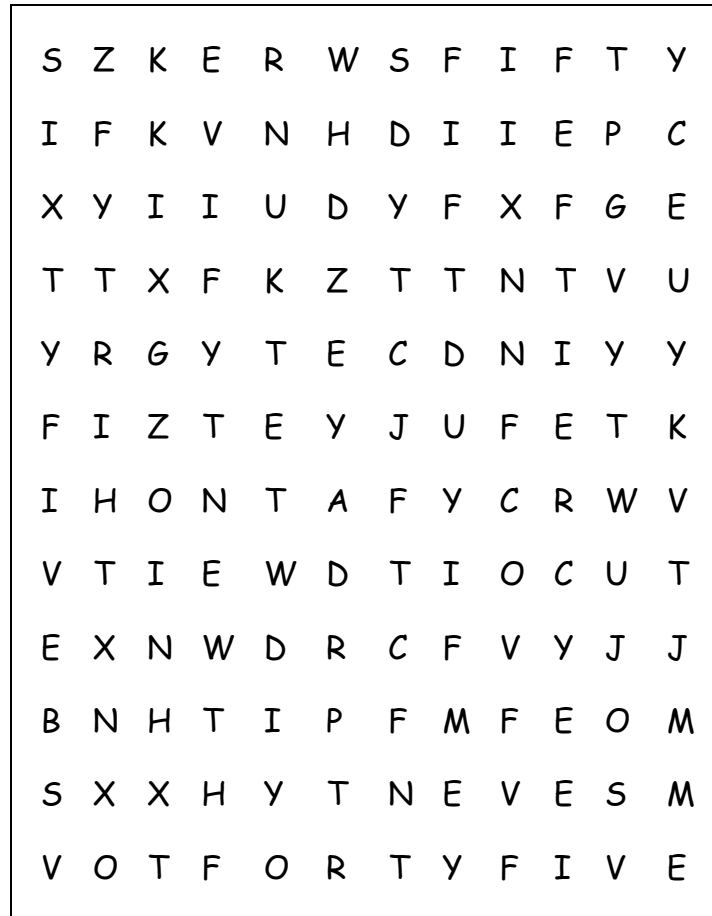 S Z K E R W S F I F T Y
I F K V N H D I I E P C
X Y I I U D Y F X F G E
T T X F K Z T T N T V U
Y R G Y T E C D N I Y Y
F I Z T E Y J U F E T K
I H O N T A F Y C R W V
V T I E W D T I O C U T
E X N W D R C F V Y J J
B N H T I P F M F E O M
S X X H Y T N E V E S M
V O T F O R T Y F I V E